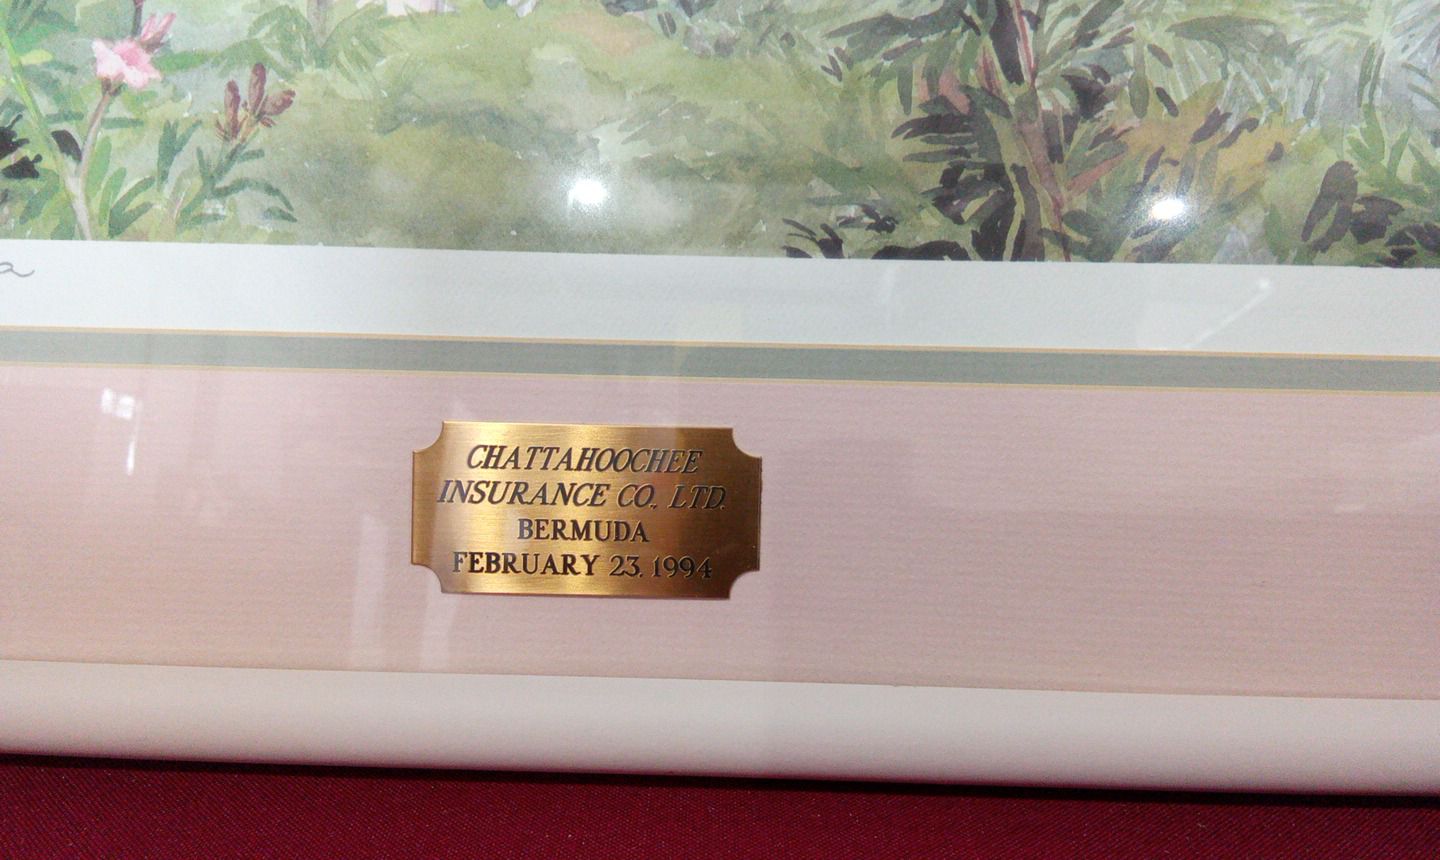 CHATTAHOOCHEE
INSURANCE CO., LTD.
BERMUDA
FEBRUARY 23, 1994